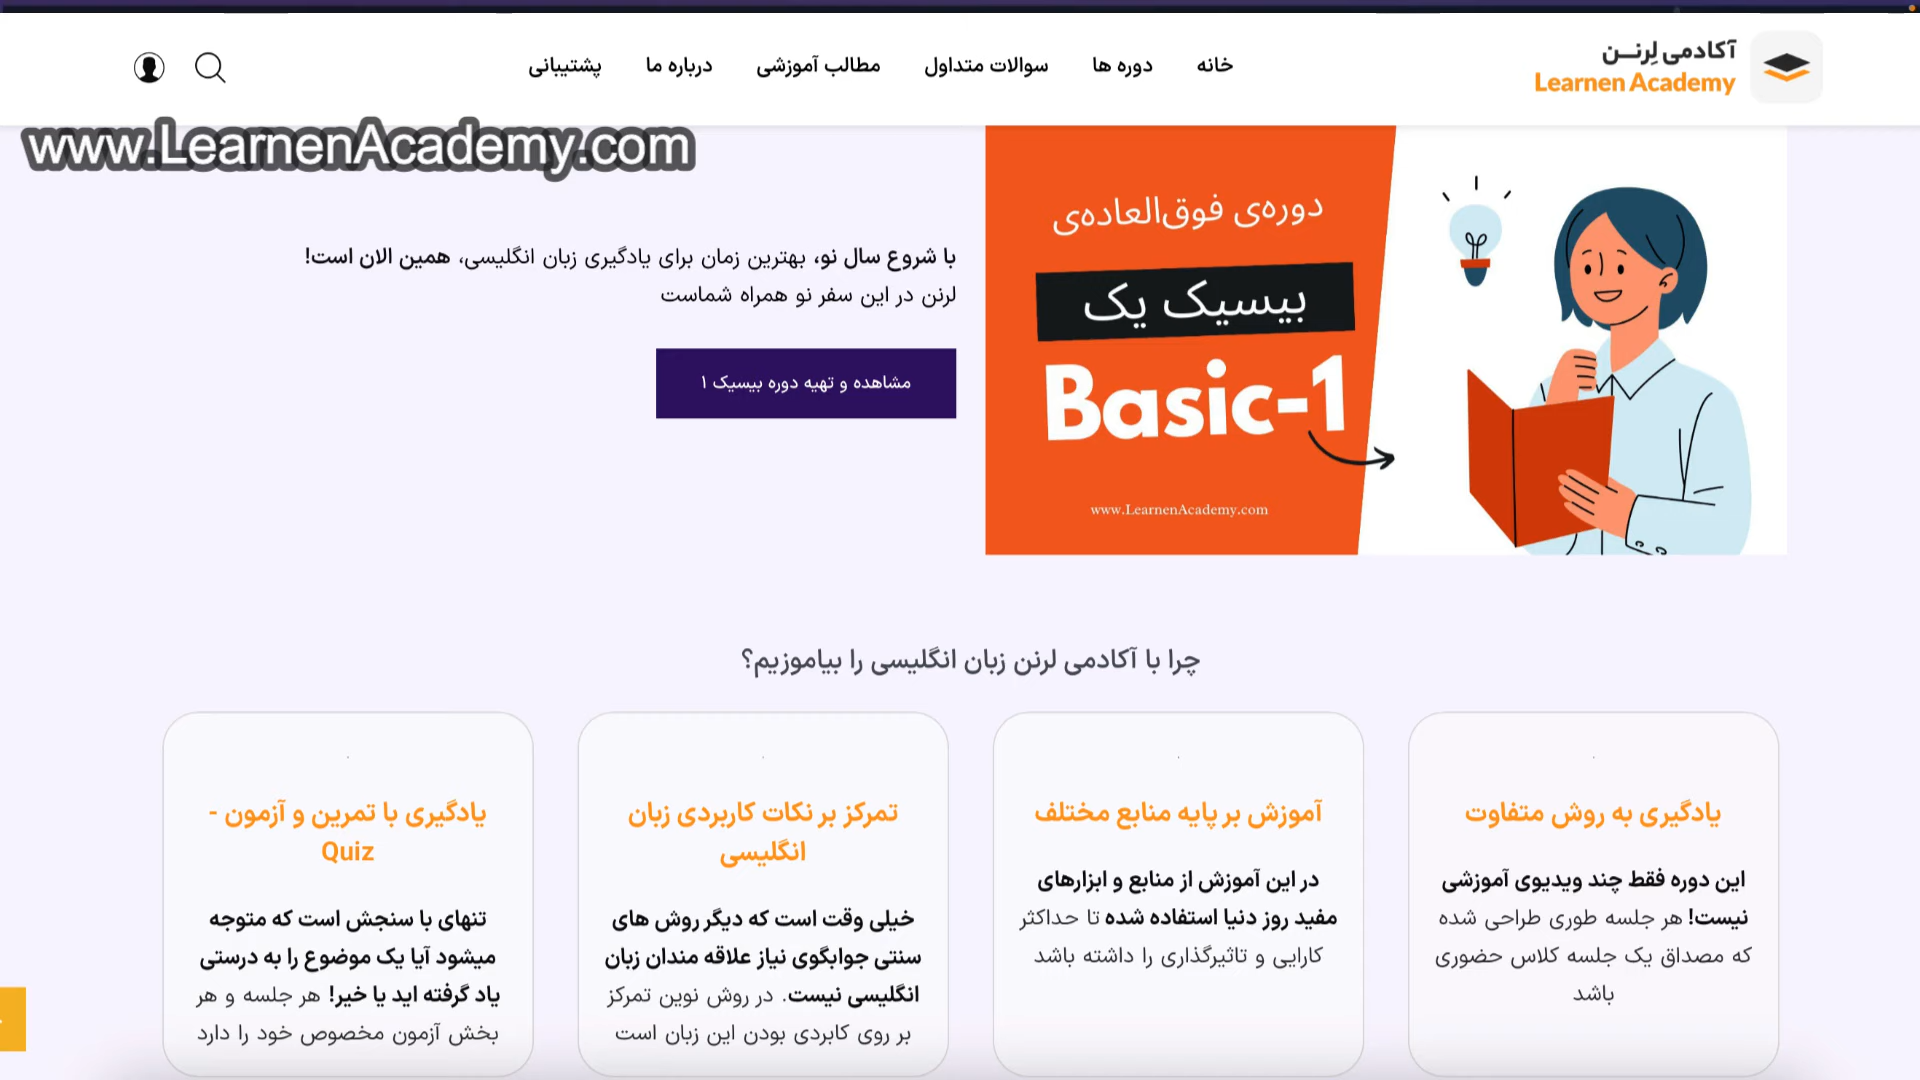 آکادمی لِرنـــن
Learnen Academy
خانه
دوره ها
سوالات متداول
مطالب آموزشی
درباره ما
پشتیبانی
www.LearnenAcademy.com
دوره‌ی فوق‌العاده‌ی
بیسیک یک
Basic-1
www.LearnenAcademy.com
با شروع سال نو، بهترین زمان برای یادگیری زبان انگلیسی، همین الان است!
لرنن در این سفر نو همراه شماست
مشاهده و تهیه دوره بیسیک ۱
چرا با آکادمی لرنن زبان انگلیسی را بیاموزیم؟
یادگیری به روش متفاوت
این دوره فقط چند ویدیوی آموزشی
نیست! هر جلسه طوری طراحی شده
که مصداق یک جلسه کلاس حضوری
باشد
آموزش بر پایه منابع مختلف
در این آموزش از منابع و ابزارهای
مفید روز دنیا استفاده شده تا حداکثر
کارایی و تاثیرگذاری را داشته باشد
تمرکز بر نکات کاربردی زبان
انگلیسی
خیلی وقت است که دیگر روش های
سنتی جوابگوی نیاز علاقه مندان زبان
انگلیسی نیست. در روش نوین تمرکز
بر روی کابردی بودن این زبان است
یادگیری با تمرین و آزمون -
Quiz
تنهای با سنجش است که متوجه
میشود آیا یک موضوع را به درستی
یاد گرفته اید یا خیر! هر جلسه و هر
بخش آزمون مخصوص خود را دارد